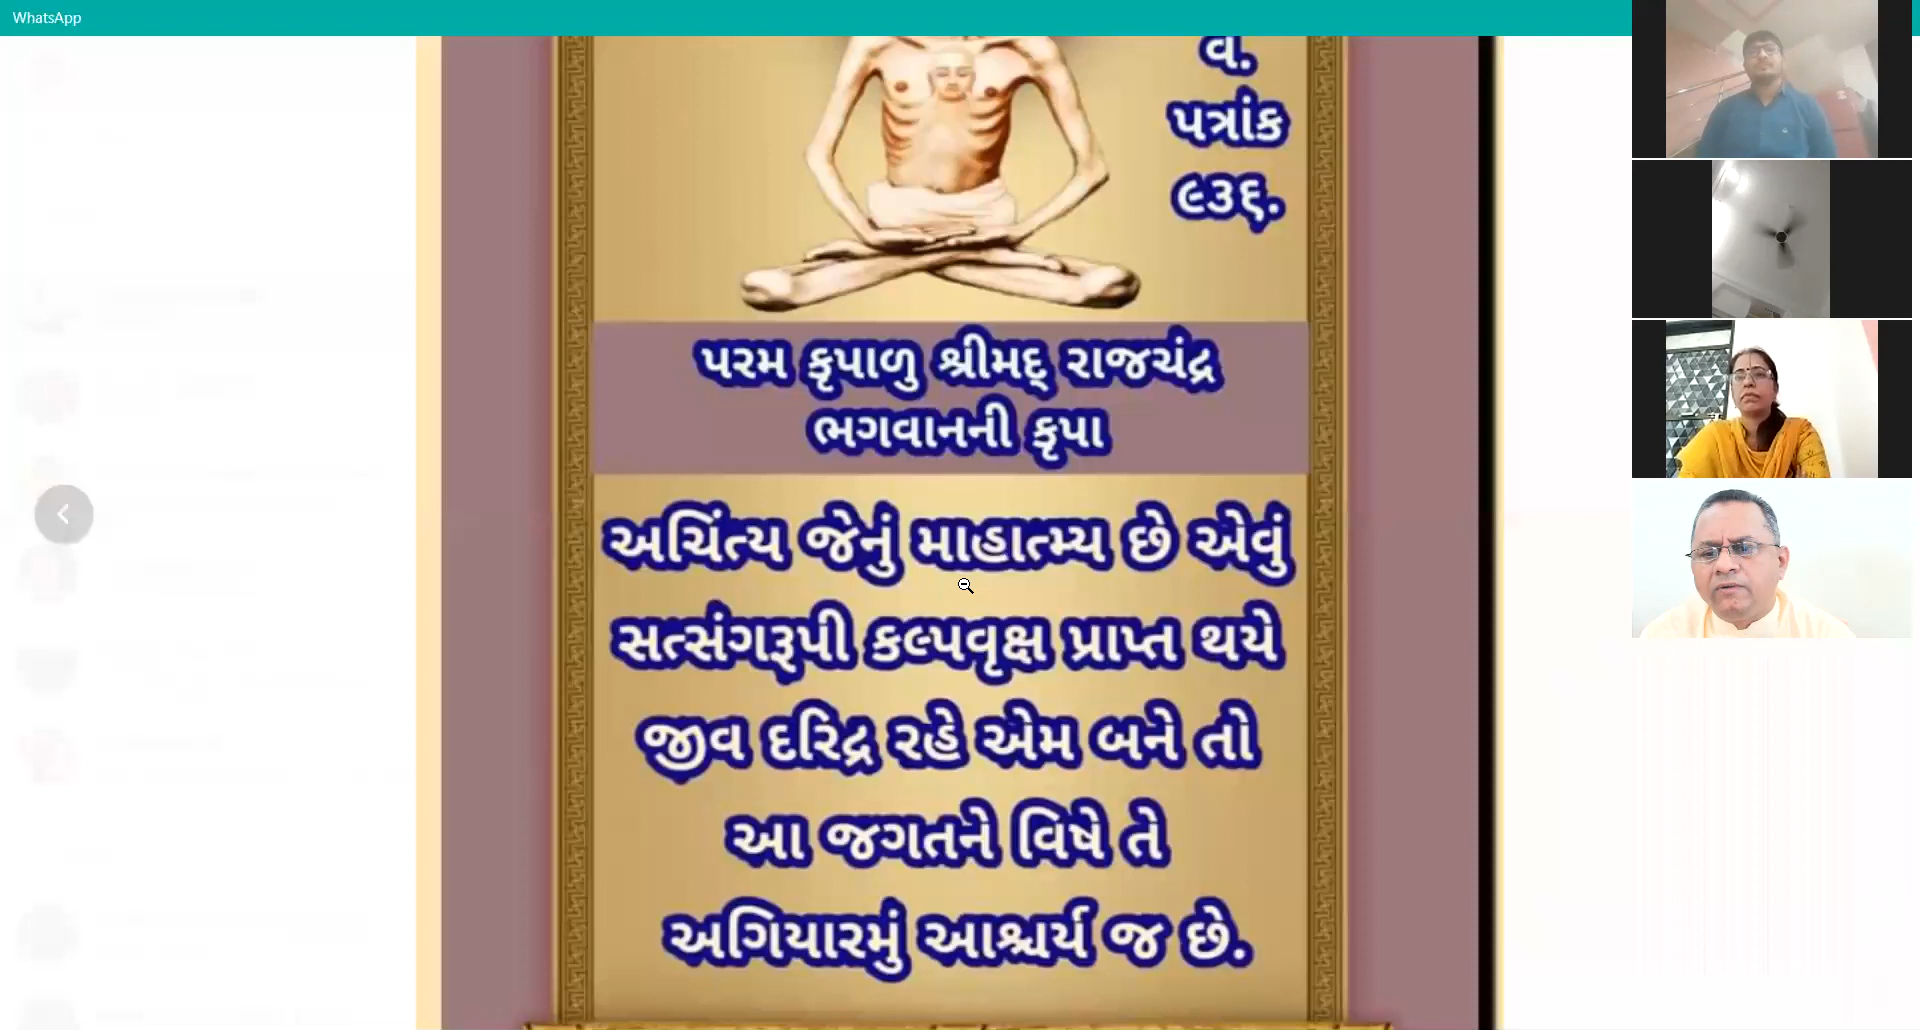 WhatsApp
વ.
પત્રાંક
૯૩૬.
પરમ કૃપાળુ શ્રીમદ્ રાજચંદ્ર
ભગવાનની કૃપા
અચિંત્ય જેનું માહાત્મ્ય છે એવું
સત્સંગરૂપી કલ્પવૃક્ષ પ્રાપ્ત થયે
જીવ દરિદ્ર રહે એમ બને તો
આ જગતને વિષે તે
અગિયારમું આશ્ચર્ય જ છે.